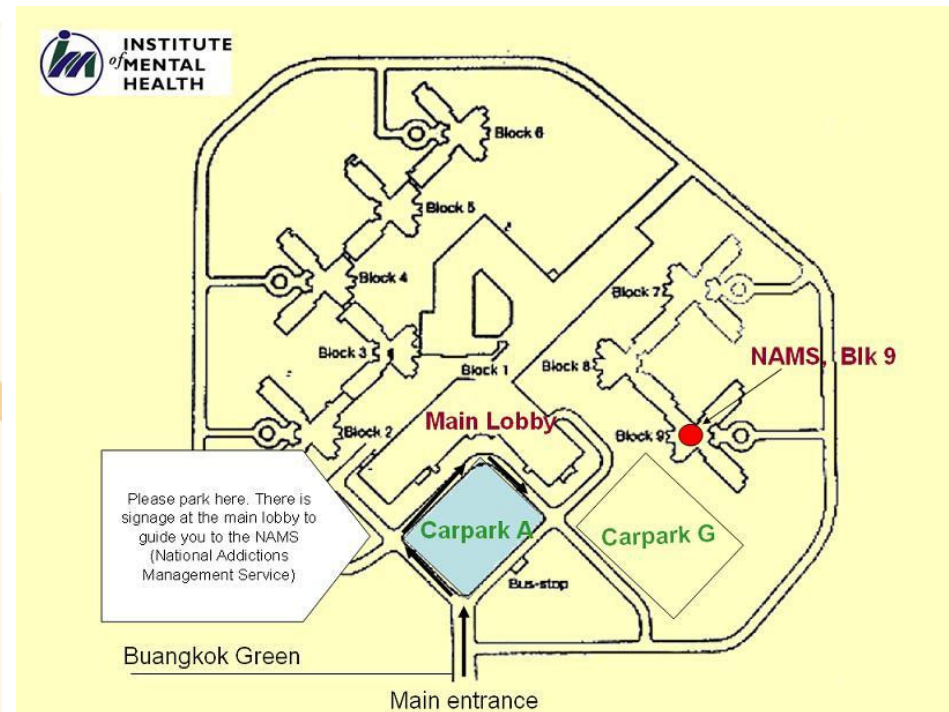 INSTITUTE
of MENTAL
HEALTH
Block 6
Block 5
Block 4
Block 7
Block 3
Block 1
Block 8
NAMS, Blk 9
Main Lobby
Block 2
Block 9
Please park here. There is
signage at the main lobby to
guide you to the NAMS
(National Addictions
Management Service)
Carpark A
Carpark G
Bus-stop
Buangkok Green
Main entrance